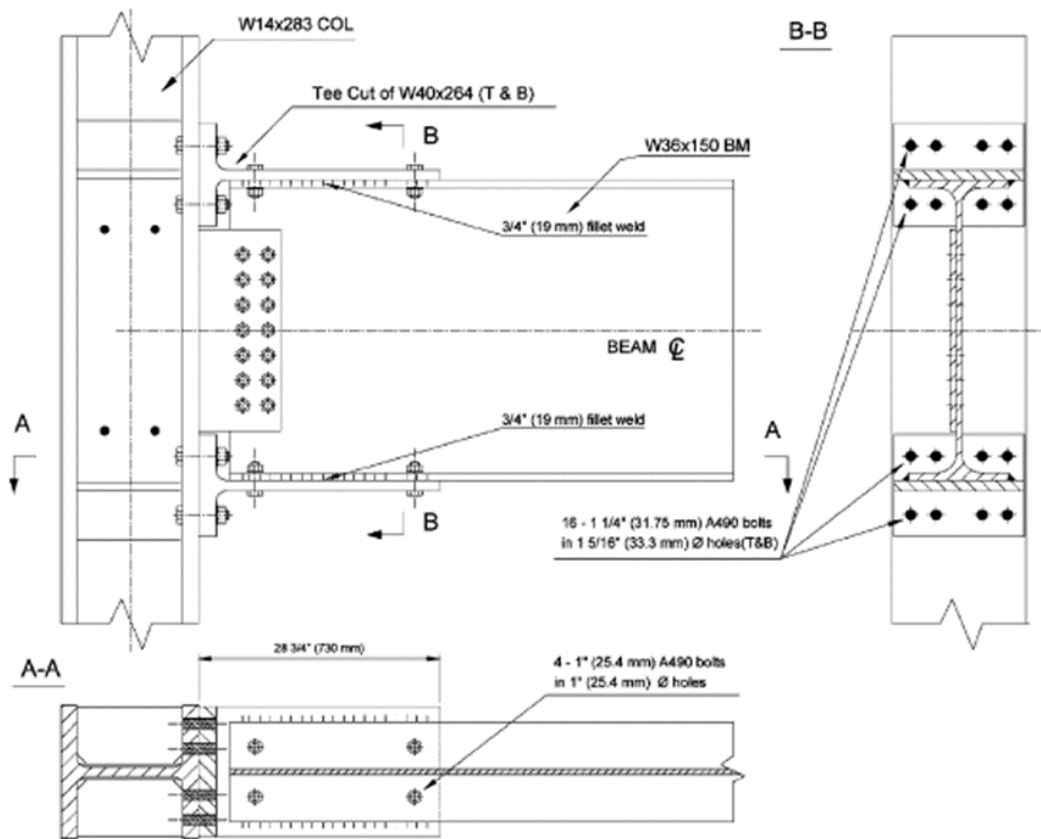 W14x283 COL
B-B
Tee Cut of W40x264 (T & B)
B
W36x150 BM
3/4" (19 mm) fillet weld
BEAM ℄
A
3/4" (19 mm) fillet weld
A
B
16 - 1 1/4" (31.75 mm) A490 bolts
in 1 5/16" (33.3 mm) Ø holes(T&B)
28 3/4" (730 mm)
A-A
4 - 1" (25.4 mm) A490 bolts
in 1" (25.4 mm) Ø holes